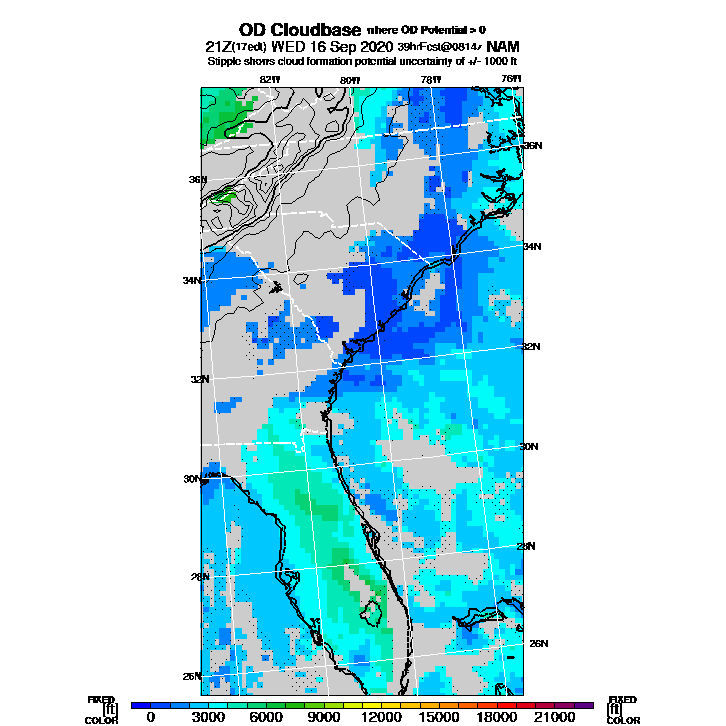 OD Cloudbase where OD Potential > 0
21Z(17edt) WED 16 Sep 2020 39hrFcst@0814z NAM
Stipple shows cloud formation potential uncertainty of +/- 1000 ft
82W 80W 78W 76W
36N
36N
34N
34N
32N
32N
30N
30N
28N
28N
26N
26N
FIXED FIXED
[ft] [ft]
COLOR 0 3000 6000 9000 12000 15000 18000 21000 COLOR